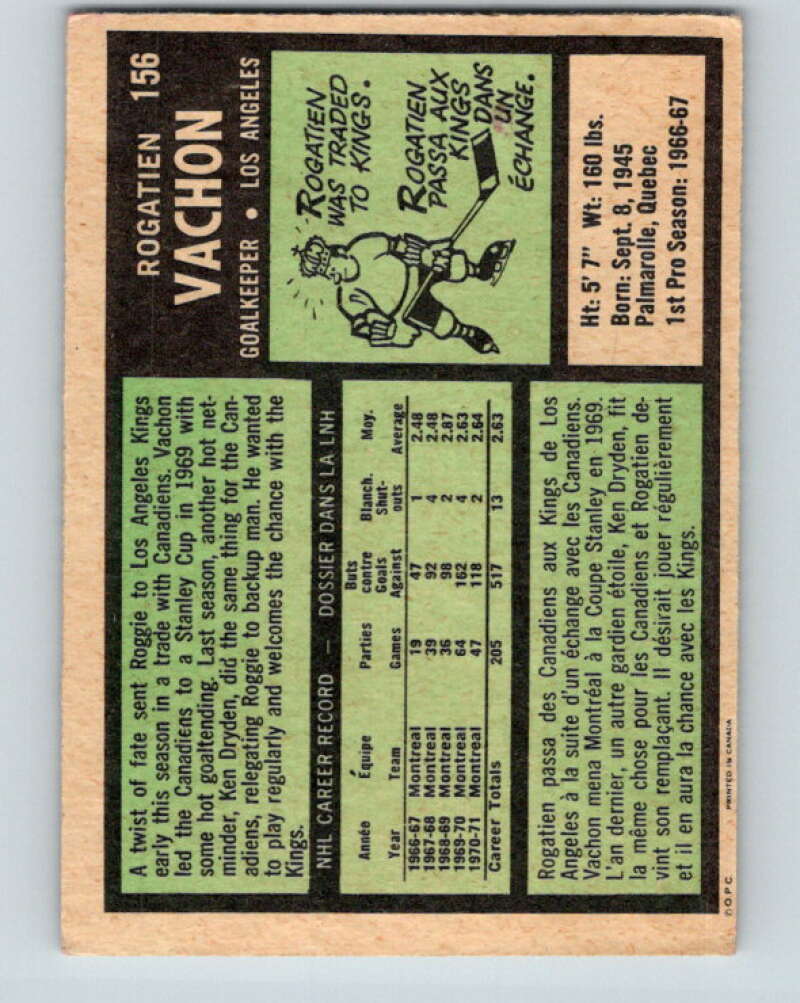 ROGATIEN 156
VACHON
GOALKEEPER • LOS ANGELES
ROGATIEN
WAS TRADED
TO KINGS.
ROGATIEN
PASSA AUX
KINGS
DANS
UN
ÉCHANGE.
Ht: 5' 7" Wt: 160 lbs.
Born: Sept. 8, 1945
Palmarolle, Quebec
1st Pro Season: 1966-67
A twist of fate sent Roggie to Los Angeles Kings
early this season in a trade with Canadiens. Vachon
led the Canadiens to a Stanley Cup in 1969 with
some hot goaltending. Last season, another hot net-
minder, Ken Dryden, did the same thing for the Can-
adiens, relegating Roggie to backup man. He wanted
to play regularly and welcomes the chance with the
Kings.
NHL CAREER RECORD — DOSSIER DANS LA LNH
Année Équipe Parties Buts contre Blanch. Moy.
Year Team Games Goals Against Shut-outs Average
1966-67 Montreal 19 47 1 2.48
1967-68 Montreal 39 92 4 2.48
1968-69 Montreal 36 98 2 2.87
1969-70 Montreal 64 162 4 2.63
1970-71 Montreal 47 118 2 2.64
Career Totals 205 517 13 2.63
Rogatien passa des Canadiens aux Kings de Los
Angeles à la suite d'un échange avec les Canadiens.
Vachon mena Montréal à la Coupe Stanley en 1969.
L'an dernier, un autre gardien étoile, Ken Dryden, fit
la même chose pour les Canadiens et Rogatien de-
vint son remplaçant. Il désirait jouer régulièrement
et il en aura la chance avec les Kings.
© O.P.C. PRINTED IN CANADA